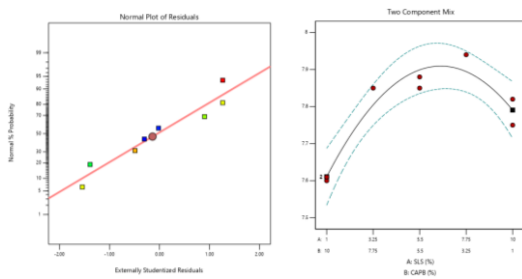 Normal Plot of Residuals
Normal % Probability
99
95
90
80
70
50
30
20
10
5
1
-2.00
-1.00
0.00
1.00
2.00
Externally Studentized Residuals
Two Component Mix
8
7.9
7.8
7.7
7.6
7.5
2
A: 1 3.25 5.5 7.75 10
B: 10 7.75 5.5 3.25 1
A: SLS (%)
B: CAPB (%)